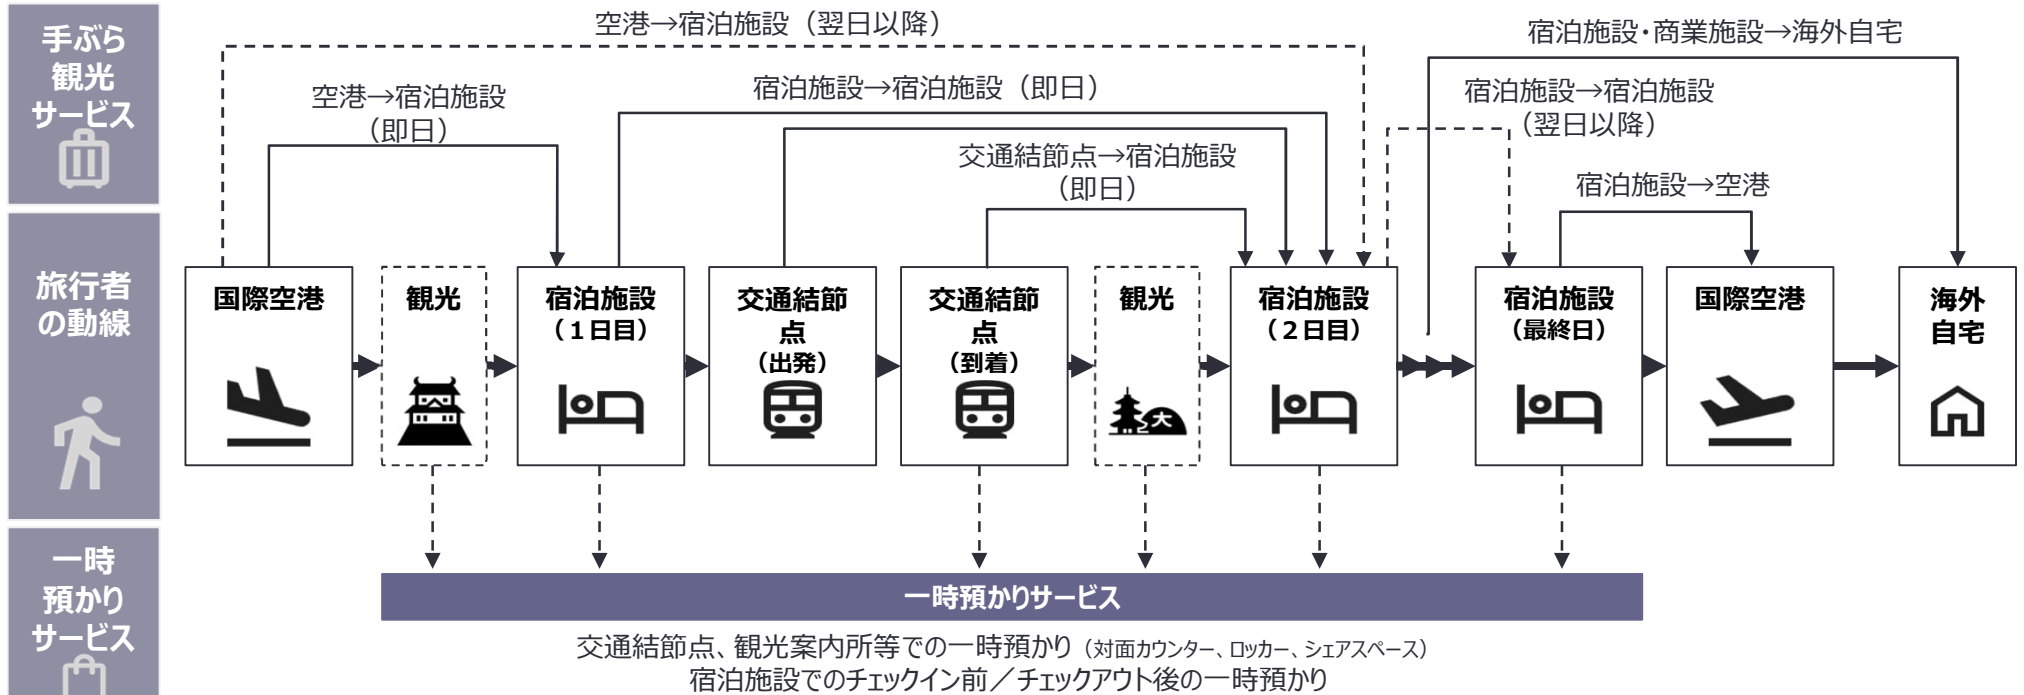 手ぶら
観光
サービス
空港→宿泊施設（翌日以降）
宿泊施設・商業施設→海外自宅
空港→宿泊施設
（即日）
宿泊施設→宿泊施設（即日）
宿泊施設→宿泊施設
（翌日以降）
交通結節点→宿泊施設
（即日）
宿泊施設→空港
旅行者
の動線
国際空港
観光
宿泊施設
（１日目）
交通結節
点
（出発）
交通結節
点
（到着）
観光
大
宿泊施設
（２日目）
宿泊施設
（最終日）
国際空港
海外
自宅
一時
預かり
サービス
一時預かりサービス
交通結節点、観光案内所等での一時預かり（対面カウンター、ロッカー、シェアスペース）
宿泊施設でのチェックイン前／チェックアウト後の一時預かり